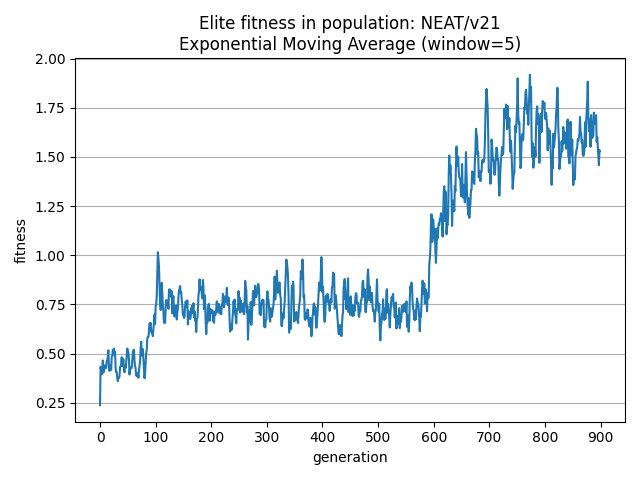 Elite fitness in population: NEAT/v21
Exponential Moving Average (window=5)
2.00
1.75
1.50
1.25
1.00
0.75
0.50
0.25
fitness
0 100 200 300 400 500 600 700 800 900
generation